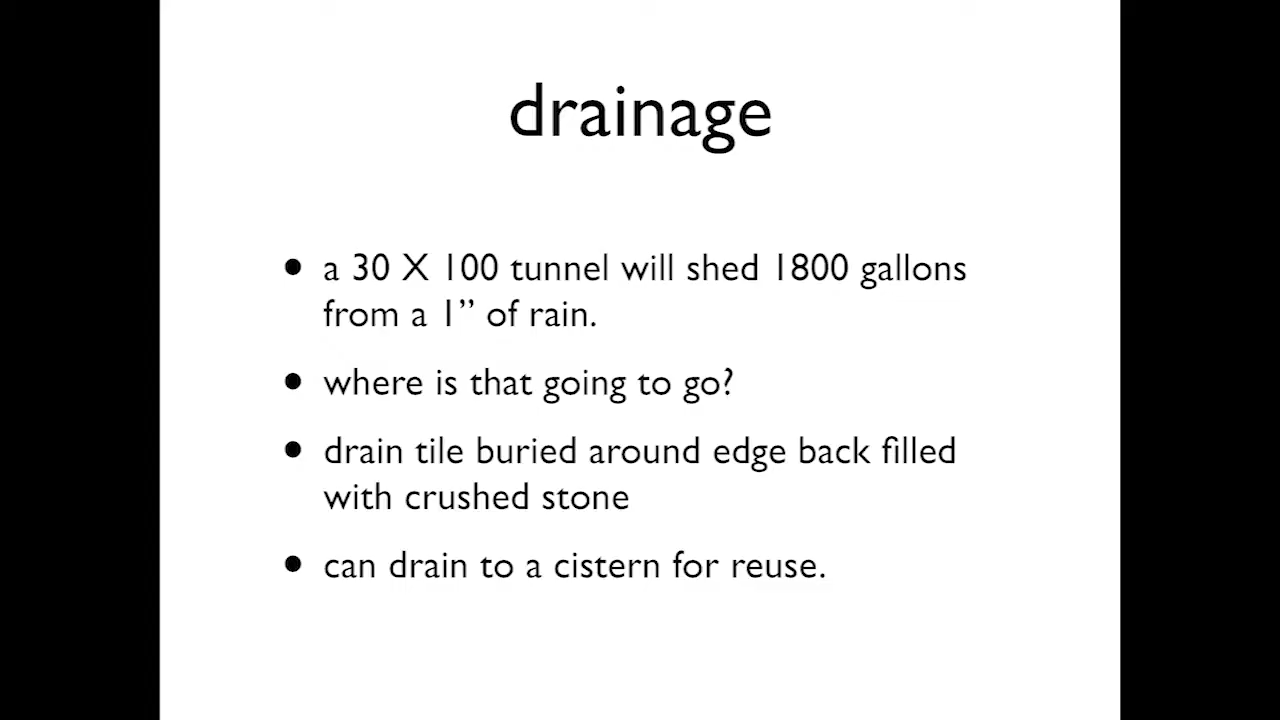 drainage
• a 30 X 100 tunnel will shed 1800 gallons
from a 1” of rain.
• where is that going to go?
• drain tile buried around edge back filled
with crushed stone
• can drain to a cistern for reuse.